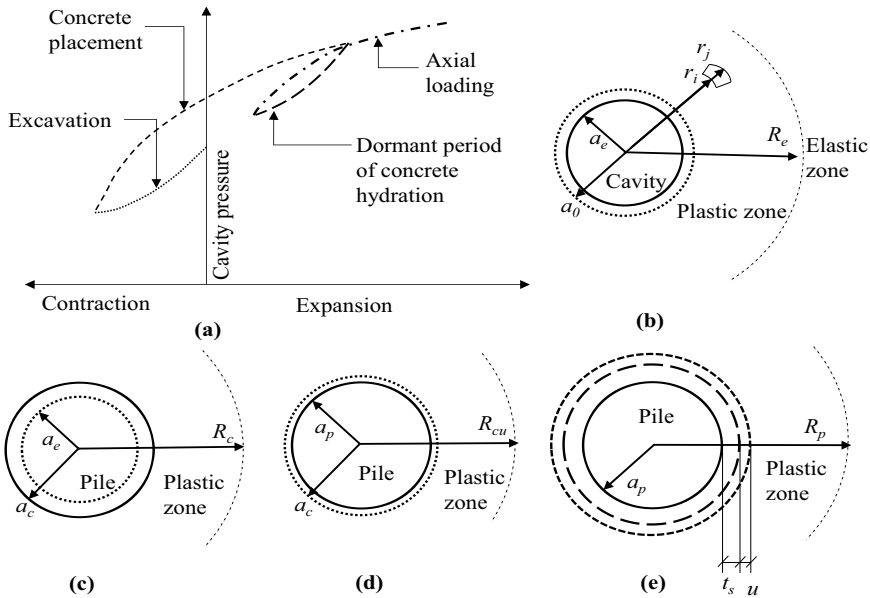 Concrete
placement
Excavation
Cavity pressure
Axial
loading
Dormant period
of concrete
hydration
Contraction
Expansion
(a)
r_j
r_i
a_e
R_e
Elastic
zone
Cavity
a_0
Plastic zone
(b)
a_e
R_c
Pile
Plastic
zone
a_c
(c)
a_p
R_cu
Pile
Plastic
zone
a_c
(d)
Pile
R_p
a_p
Plastic
zone
t_s
u
(e)